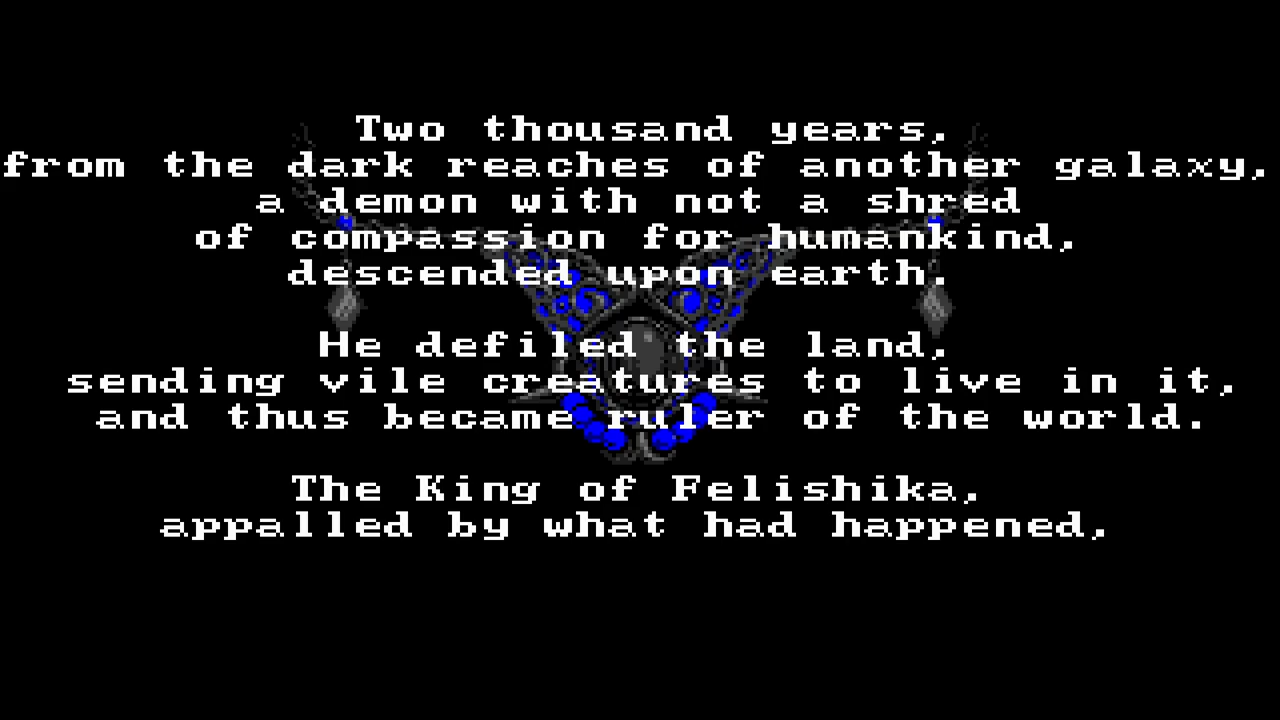 Two thousand years,
from the dark reaches of another galaxy,
a demon with not a shred
of compassion for humankind,
descended upon earth.
He defiled the land,
sending vile creatures to live in it,
and thus became ruler of the world.
The King of Felishika,
appalled by what had happened,